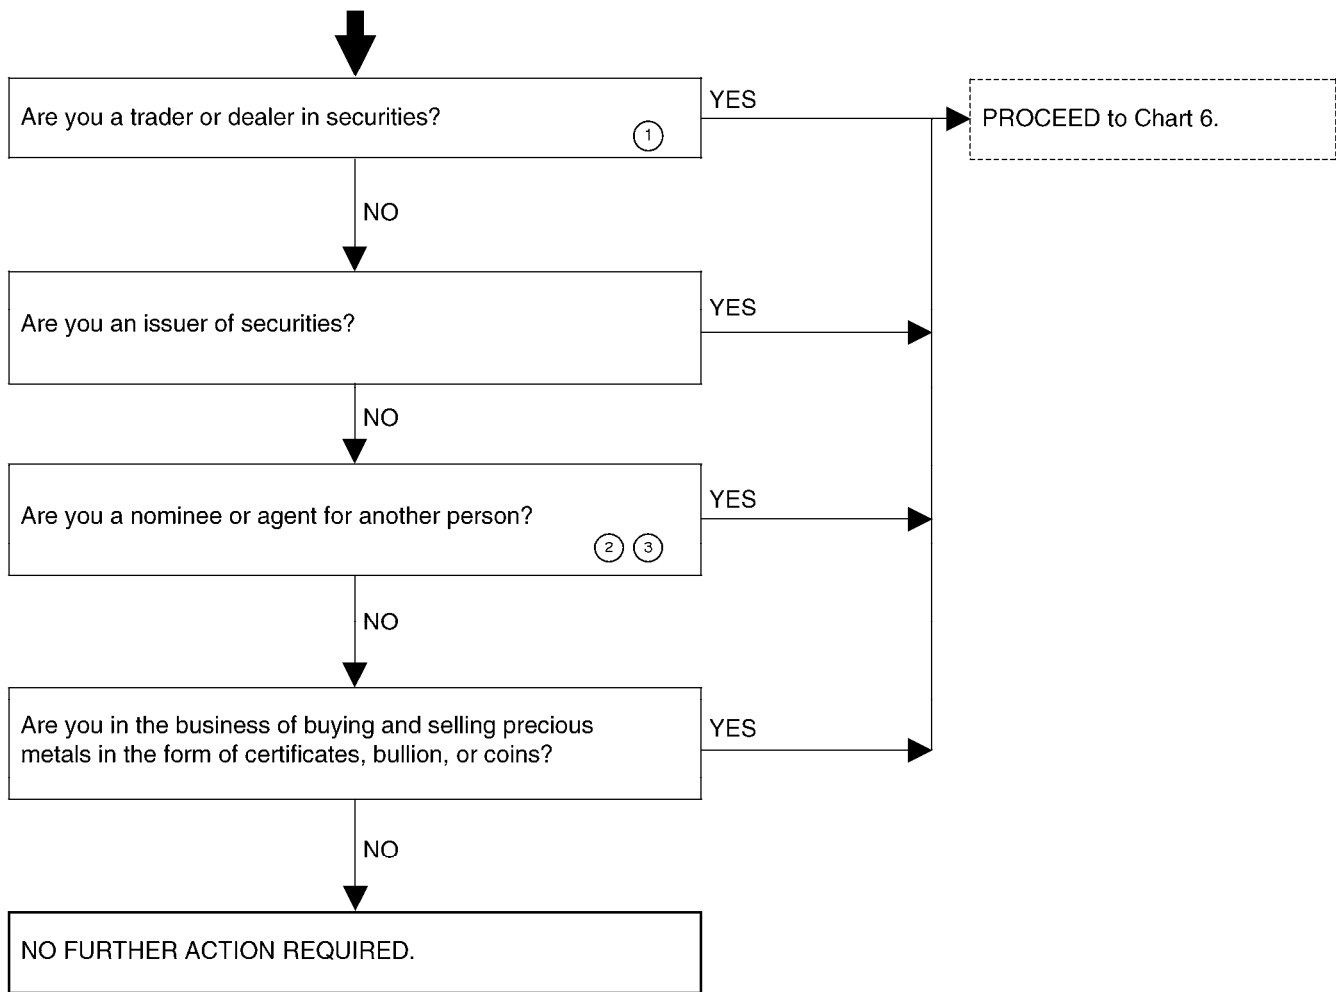 Are you a trader or dealer in securities?
1
YES
PROCEED to Chart 6.
NO
Are you an issuer of securities?
YES
NO
Are you a nominee or agent for another person?
2 3
YES
NO
Are you in the business of buying and selling precious
metals in the form of certificates, bullion, or coins?
YES
NO
NO FURTHER ACTION REQUIRED.